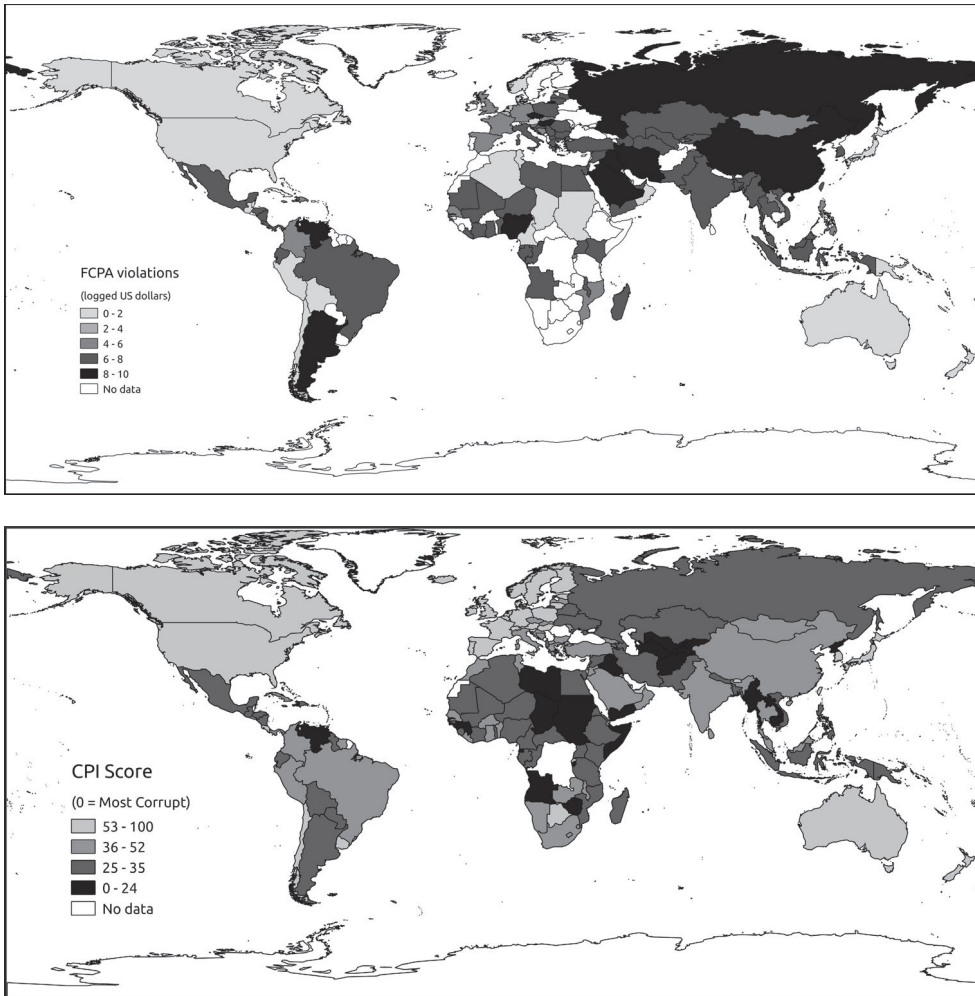 FCPA violations
(logged US dollars)
0 - 2
2 - 4
4 - 6
6 - 8
8 - 10
No data
CPI Score
(0 = Most Corrupt)
53 - 100
36 - 52
25 - 35
0 - 24
No data